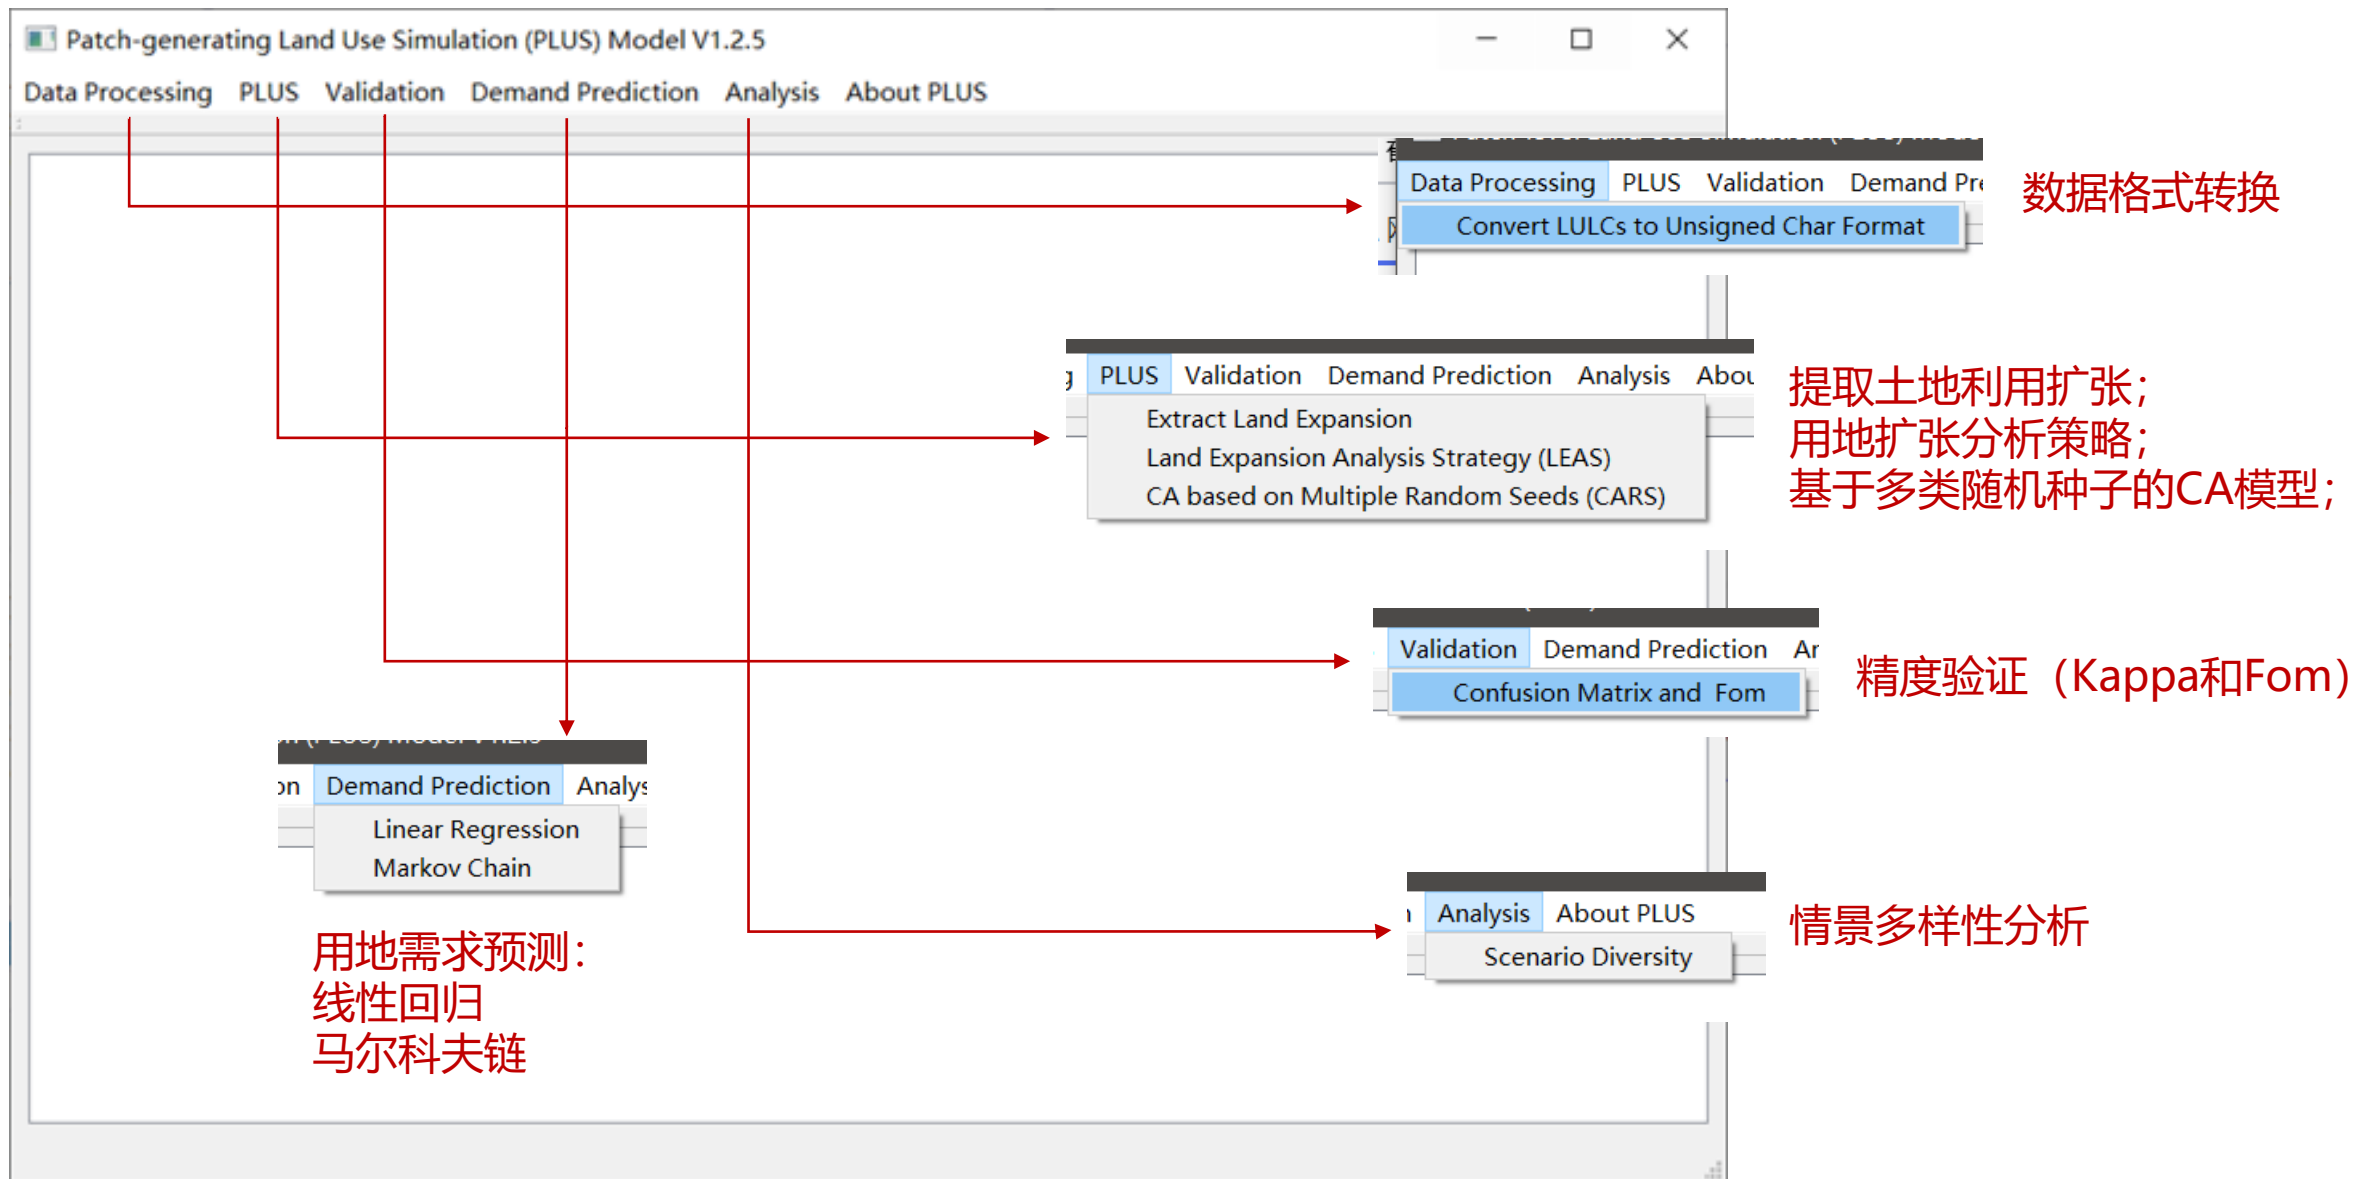 Patch-generating Land Use Simulation (PLUS) Model V1.2.5
Data Processing PLUS Validation Demand Prediction Analysis About PLUS
Data Processing PLUS Validation Demand Pre
Convert LULCs to Unsigned Char Format
数据格式转换
PLUS Validation Demand Prediction Analysis Abou
Extract Land Expansion
Land Expansion Analysis Strategy (LEAS)
CA based on Multiple Random Seeds (CARS)
提取土地利用扩张;
用地扩张分析策略;
基于多类随机种子的CA模型;
Validation Demand Prediction An
Confusion Matrix and Fom
精度验证（Kappa和Fom）
on Demand Prediction Analys
Linear Regression
Markov Chain
用地需求预测：
线性回归
马尔科夫链
Analysis About PLUS
Scenario Diversity
情景多样性分析